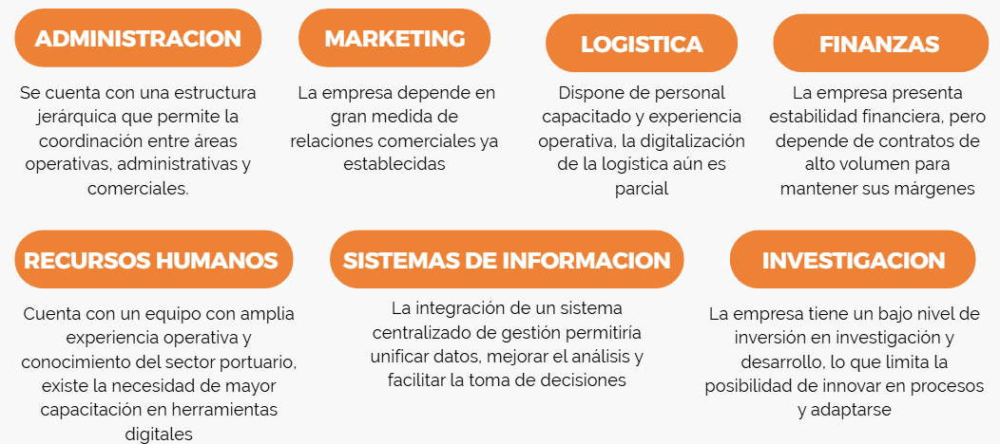 ADMINISTRACION
Se cuenta con una estructura
jerárquica que permite la
coordinación entre áreas
operativas, administrativas y
comerciales.
MARKETING
La empresa depende en
gran medida de
relaciones comerciales ya
establecidas
LOGISTICA
Dispone de personal
capacitado y experiencia
operativa, la digitalización
de la logística aún es
parcial
FINANZAS
La empresa presenta
estabilidad financiera, pero
depende de contratos de
alto volumen para
mantener sus márgenes
RECURSOS HUMANOS
Cuenta con un equipo con amplia
experiencia operativa y
conocimiento del sector portuario,
existe la necesidad de mayor
capacitación en herramientas
digitales
SISTEMAS DE INFORMACION
La integración de un sistema
centralizado de gestión permitiría
unificar datos, mejorar el análisis y
facilitar la toma de decisiones
INVESTIGACION
La empresa tiene un bajo nivel de
inversión en investigación y
desarrollo, lo que limita la
posibilidad de innovar en procesos
y adaptarse